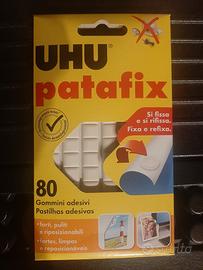 UHU
patafix
Si fissa
e si rifissa.
Fixa e refixa.
80
Gommini adesivi
Pastilhas adesivas
forti, puliti
e riposizionabili
fortes, limpas
e reposicionáveis
subito